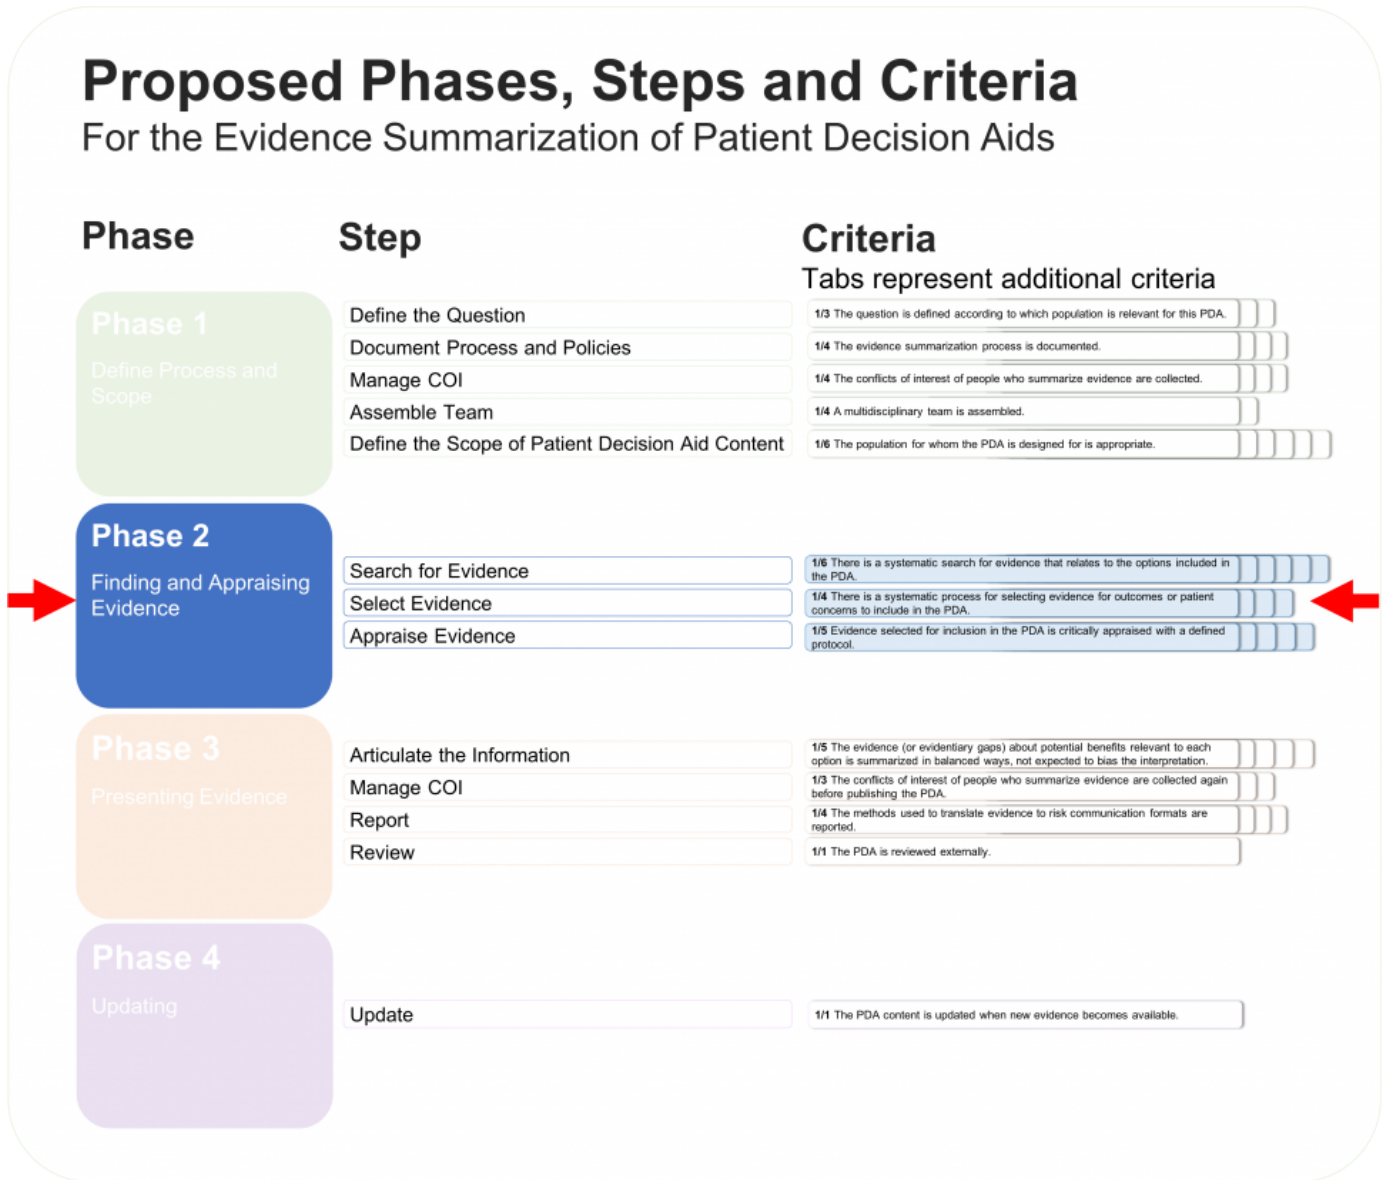 Proposed Phases, Steps and Criteria
For the Evidence Summarization of Patient Decision Aids
Phase
Step
Criteria
Tabs represent additional criteria
Phase 1
Define Process and
Scope
Define the Question
1/3 The question is defined according to which population is relevant for this PDA.
Document Process and Policies
1/4 The evidence summarization process is documented.
Manage COI
1/4 The conflicts of interest of people who summarize evidence are collected.
Assemble Team
1/4 A multidisciplinary team is assembled.
Define the Scope of Patient Decision Aid Content
1/6 The population for whom the PDA is designed for is appropriate.
Phase 2
Finding and Appraising
Evidence
Search for Evidence
1/6 There is a systematic search for evidence that relates to the options included in
the PDA.
Select Evidence
1/4 There is a systematic process for selecting evidence for outcomes or patient
concerns to include in the PDA.
Appraise Evidence
1/5 Evidence selected for inclusion in the PDA is critically appraised with a defined
protocol.
Phase 3
Presenting Evidence
Articulate the Information
1/5 The evidence (or evidentiary gaps) about potential benefits relevant to each
option is summarized in balanced ways, not expected to bias the interpretation.
Manage COI
1/3 The conflicts of interest of people who summarize evidence are collected again
before publishing the PDA.
Report
1/4 The methods used to translate evidence to risk communication formats are
reported.
Review
1/1 The PDA is reviewed externally.
Phase 4
Updating
Update
1/1 The PDA content is updated when new evidence becomes available.